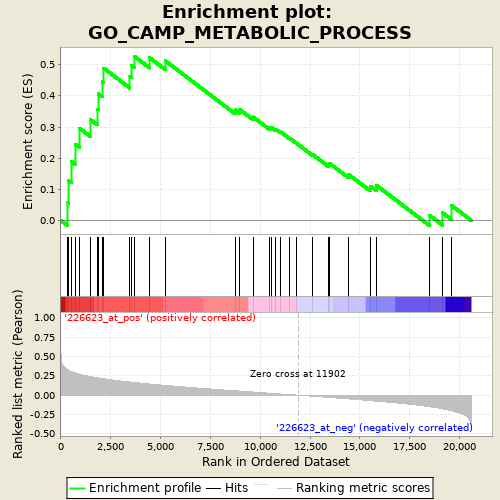 Enrichment plot:
GO_CAMP_METABOLIC_PROCESS
Enrichment score (ES)
0.5
0.4
0.3
0.2
0.1
0.0
Ranked list metric (Pearson)
1.00
0.75
0.50
0.25
0.00
-0.25
-0.50
'226623_at_pos' (positively correlated)
Zero cross at 11902
'226623_at_neg' (negatively correlated)
0 2,500 5,000 7,500 10,000 12,500 15,000 17,500 20,000
Rank in Ordered Dataset
Enrichment profile Hits Ranking metric scores